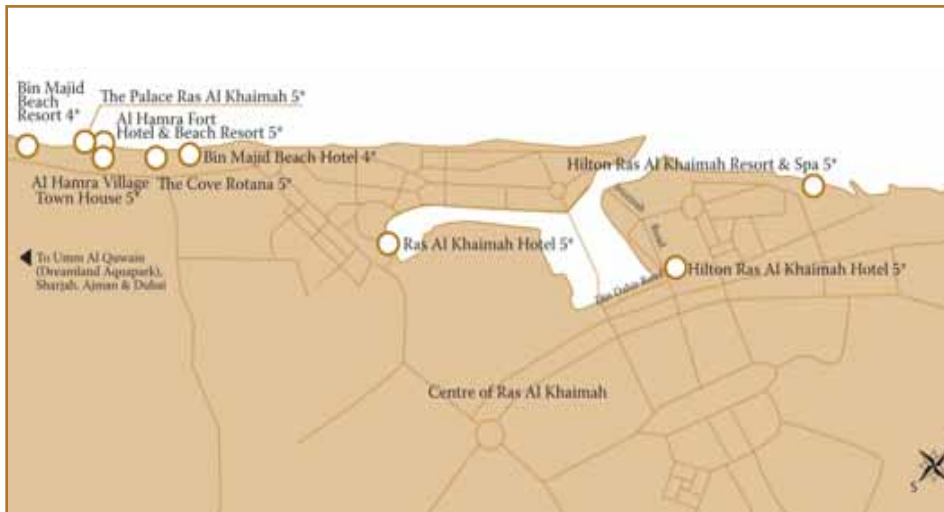 Bin Majid
Beach
Resort 4*
The Palace Ras Al Khaimah 5*
Al Hamra Fort
Hotel & Beach Resort 5*
Bin Majid Beach Hotel 4*
Al Hamra Village
Town House 5*
The Cove Rotana 5*
Hilton Ras Al Khaimah Resort & Spa 5*
Ras Al Khaimah Hotel 5*
To Umm Al Quwain
(Dreamland Aquapark),
Sharjah, Ajman & Dubai
Road
Hilton Ras Al Khaimah Hotel 5*
Road
Centre of Ras Al Khaimah
S